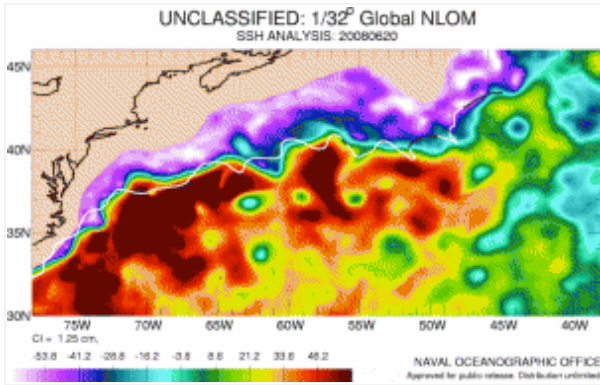 UNCLASSIFIED: 1/32° Global NLOM
SSH ANALYSIS: 20080620
45N
40N
35N
30N
75W 70W 65W 60W 55W 50W 45W 40W
CI = 1.25 cm,
-53.8 -41.2 -28.8 -16.2 -3.8 8.8 21.2 33.8 46.2
NAVAL OCEANOGRAPHIC OFFICE
Approved for public release. Distribution unlimited.